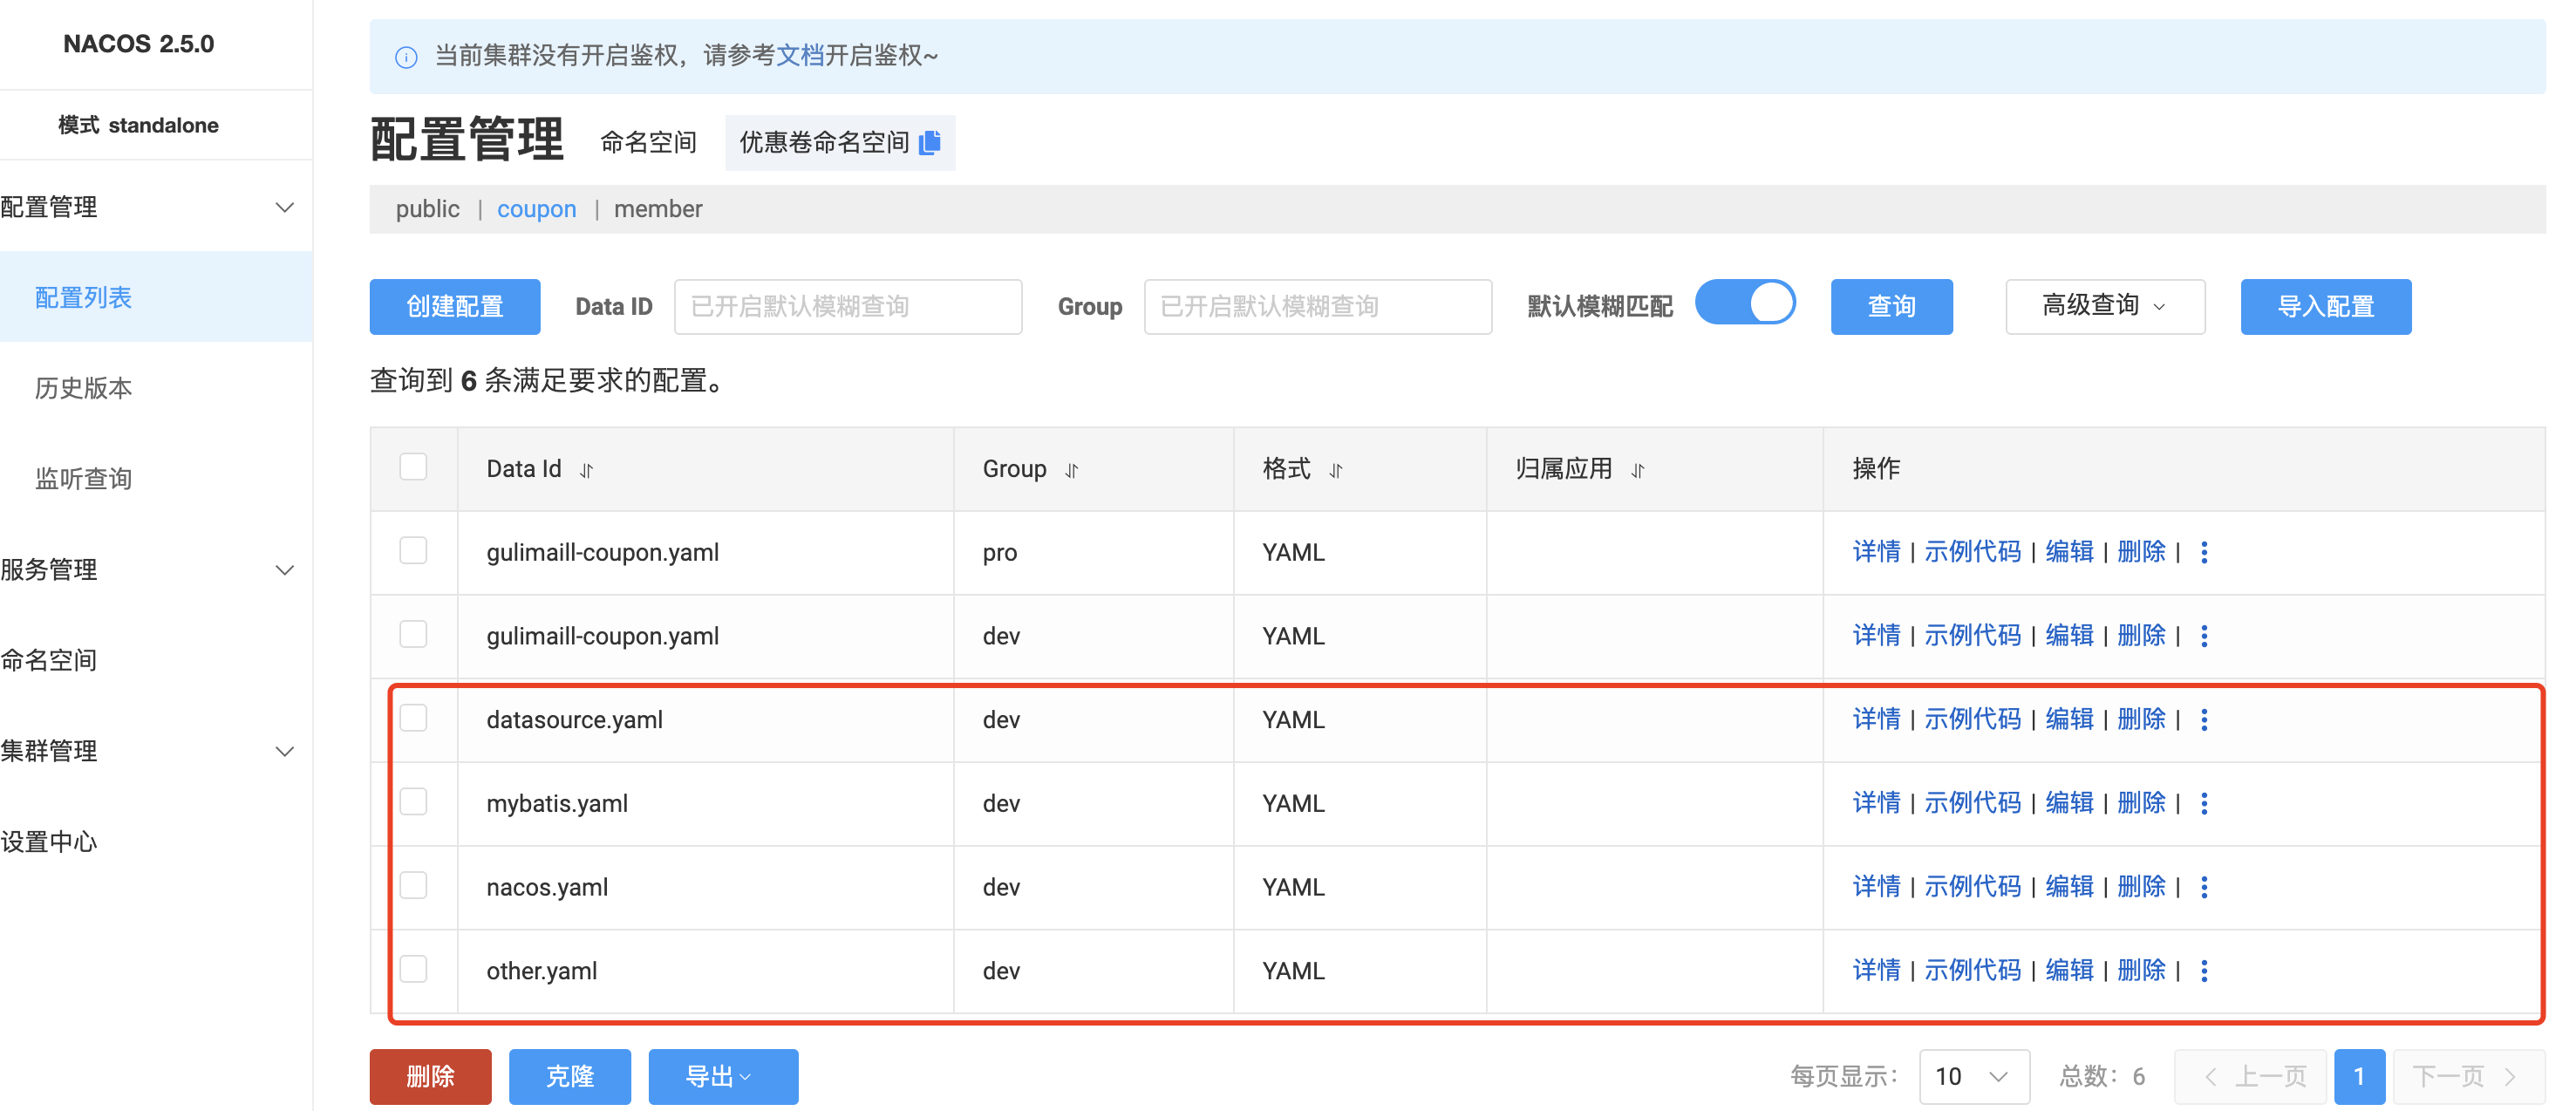 NACOS 2.5.0
模式 standalone
配置管理
配置列表
历史版本
监听查询
服务管理
命名空间
集群管理
设置中心
当前集群没有开启鉴权，请参考文档开启鉴权~
配置管理 命名空间 优惠卷命名空间
public | coupon | member
创建配置 Data ID 已开启默认模糊查询 Group 已开启默认模糊查询 默认模糊匹配 查询 高级查询 导入配置
查询到 6 条满足要求的配置。
Data Id Group 格式 归属应用 操作
gulimaill-coupon.yaml pro YAML 详情 | 示例代码 | 编辑 | 删除 |
gulimaill-coupon.yaml dev YAML 详情 | 示例代码 | 编辑 | 删除 |
datasource.yaml dev YAML 详情 | 示例代码 | 编辑 | 删除 |
mybatis.yaml dev YAML 详情 | 示例代码 | 编辑 | 删除 |
nacos.yaml dev YAML 详情 | 示例代码 | 编辑 | 删除 |
other.yaml dev YAML 详情 | 示例代码 | 编辑 | 删除 |
删除 克隆 导出 每页显示： 10 总数：6 上一页 1 下一页